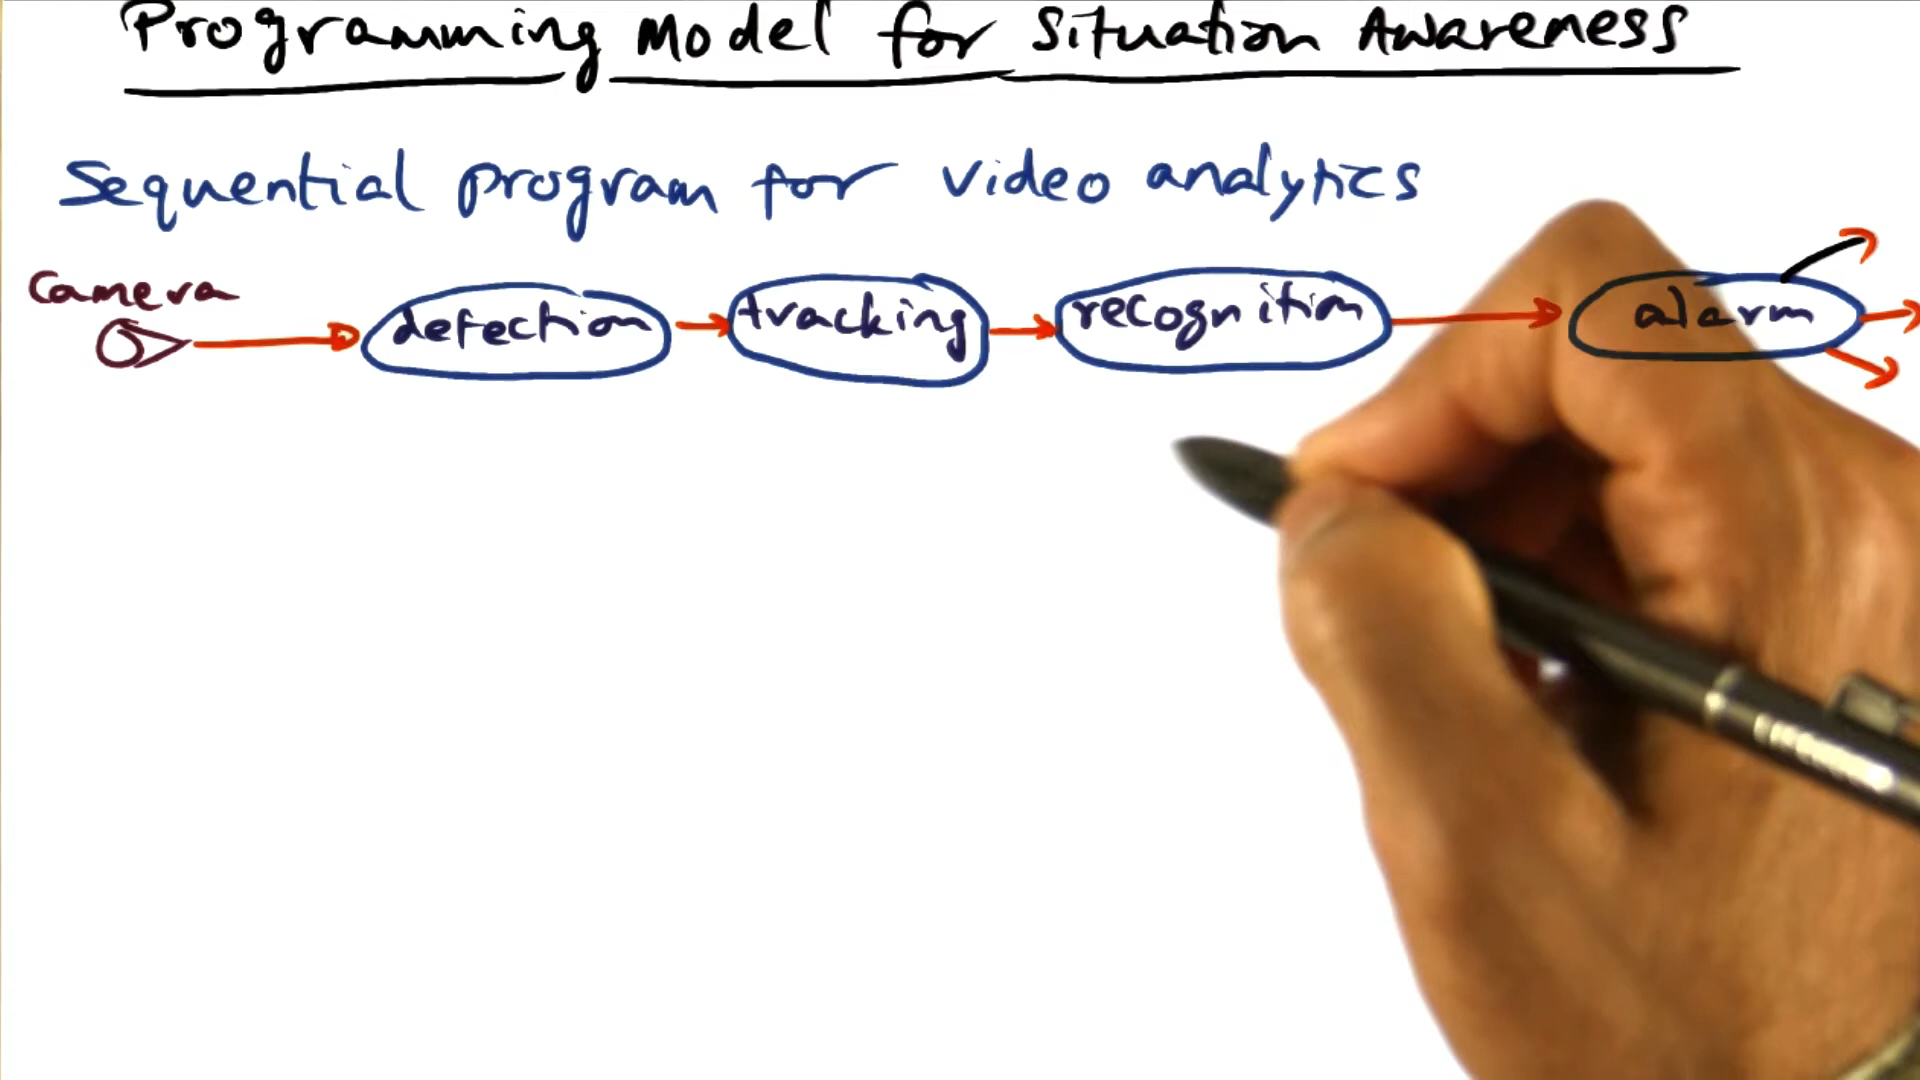 Programming Model for Situation Awareness
Sequential program for video analytics
Camera
detection tracking recognition alarm